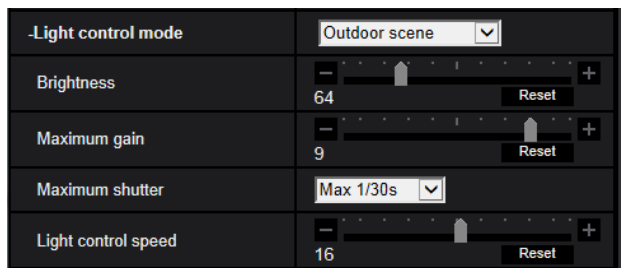 -Light control mode
Outdoor scene
Brightness
64
Reset
Maximum gain
9
Reset
Maximum shutter
Max 1/30s
Light control speed
16
Reset